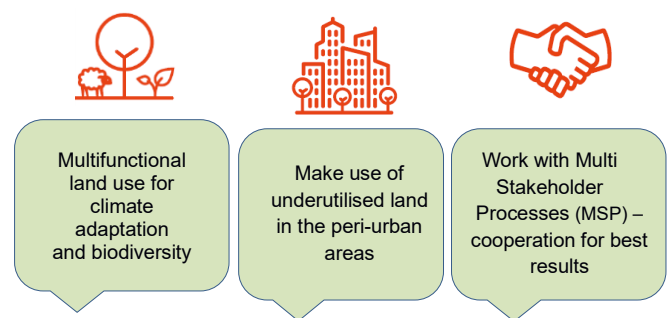 Multifunctional
land use for
climate
adaptation
and biodiversity
Make use of
underutilised land
in the peri-urban
areas
Work with Multi
Stakeholder
Processes (MSP) –
cooperation for best
results